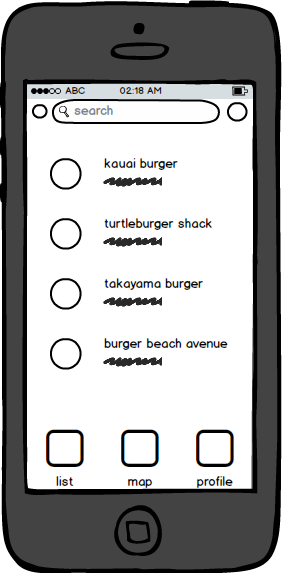 ABC 02:18 AM
search
kauai burger
turtleburger shack
takayama burger
burger beach avenue
list map profile